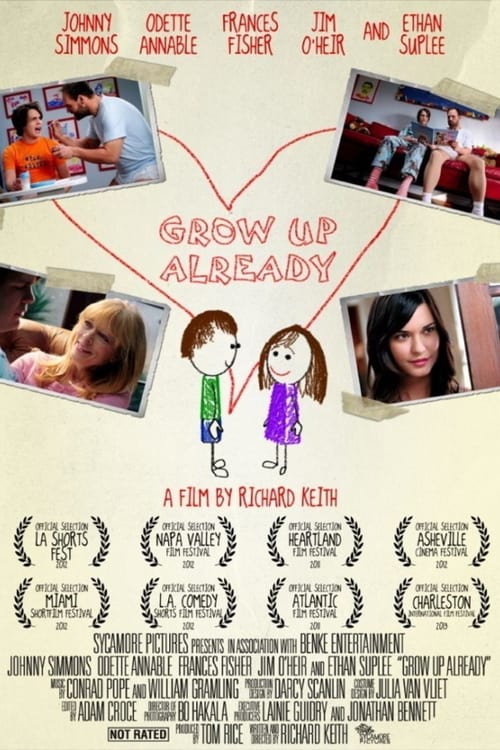 JOHNNY SIMMONS
ODETTE ANNABLE
FRANCES FISHER
JIM O'HEIR
AND
ETHAN SUPLEE
GROW UP
ALREADY
A FILM BY RICHARD KEITH
OFFICIAL SELECTION
LA SHORTS
FEST
2012
OFFICIAL SELECTION
NAPA VALLEY
FILM FESTIVAL
2012
OFFICIAL SELECTION
HEARTLAND
FILM FESTIVAL
2011
OFFICIAL SELECTION
ASHEVILLE
CINEMA FESTIVAL
2012
OFFICIAL SELECTION
MIAMI
SHORTFILM FESTIVAL
2012
OFFICIAL SELECTION
L.A. COMEDY
SHORTS FILM FESTIVAL
2012
OFFICIAL SELECTION
ATLANTIC
FILM FESTIVAL
2011
OFFICIAL SELECTION
CHARLESTON
INTERNATIONAL FILM FESTIVAL
2013
SYCAMORE PICTURES PRESENTS IN ASSOCIATION WITH BENKE ENTERTAINMENT
JOHNNY SIMMONS ODETTE ANNABLE FRANCES FISHER JIM O'HEIR AND ETHAN SUPLEE "GROW UP ALREADY"
MUSIC BY CONRAD POPE AND WILLIAM GRAMLING PRODUCTION DESIGN BY DARCY SCANLIN COSTUME DESIGN BY JULIA VAN VLIET
EDITED BY ADAM CROCE DIRECTOR OF PHOTOGRAPHY BO HAKALA EXECUTIVE PRODUCERS LAINIE GUIDRY AND JONATHAN BENNETT
NOT RATED PRODUCED BY TOM RICE WRITTEN AND DIRECTED BY RICHARD KEITH